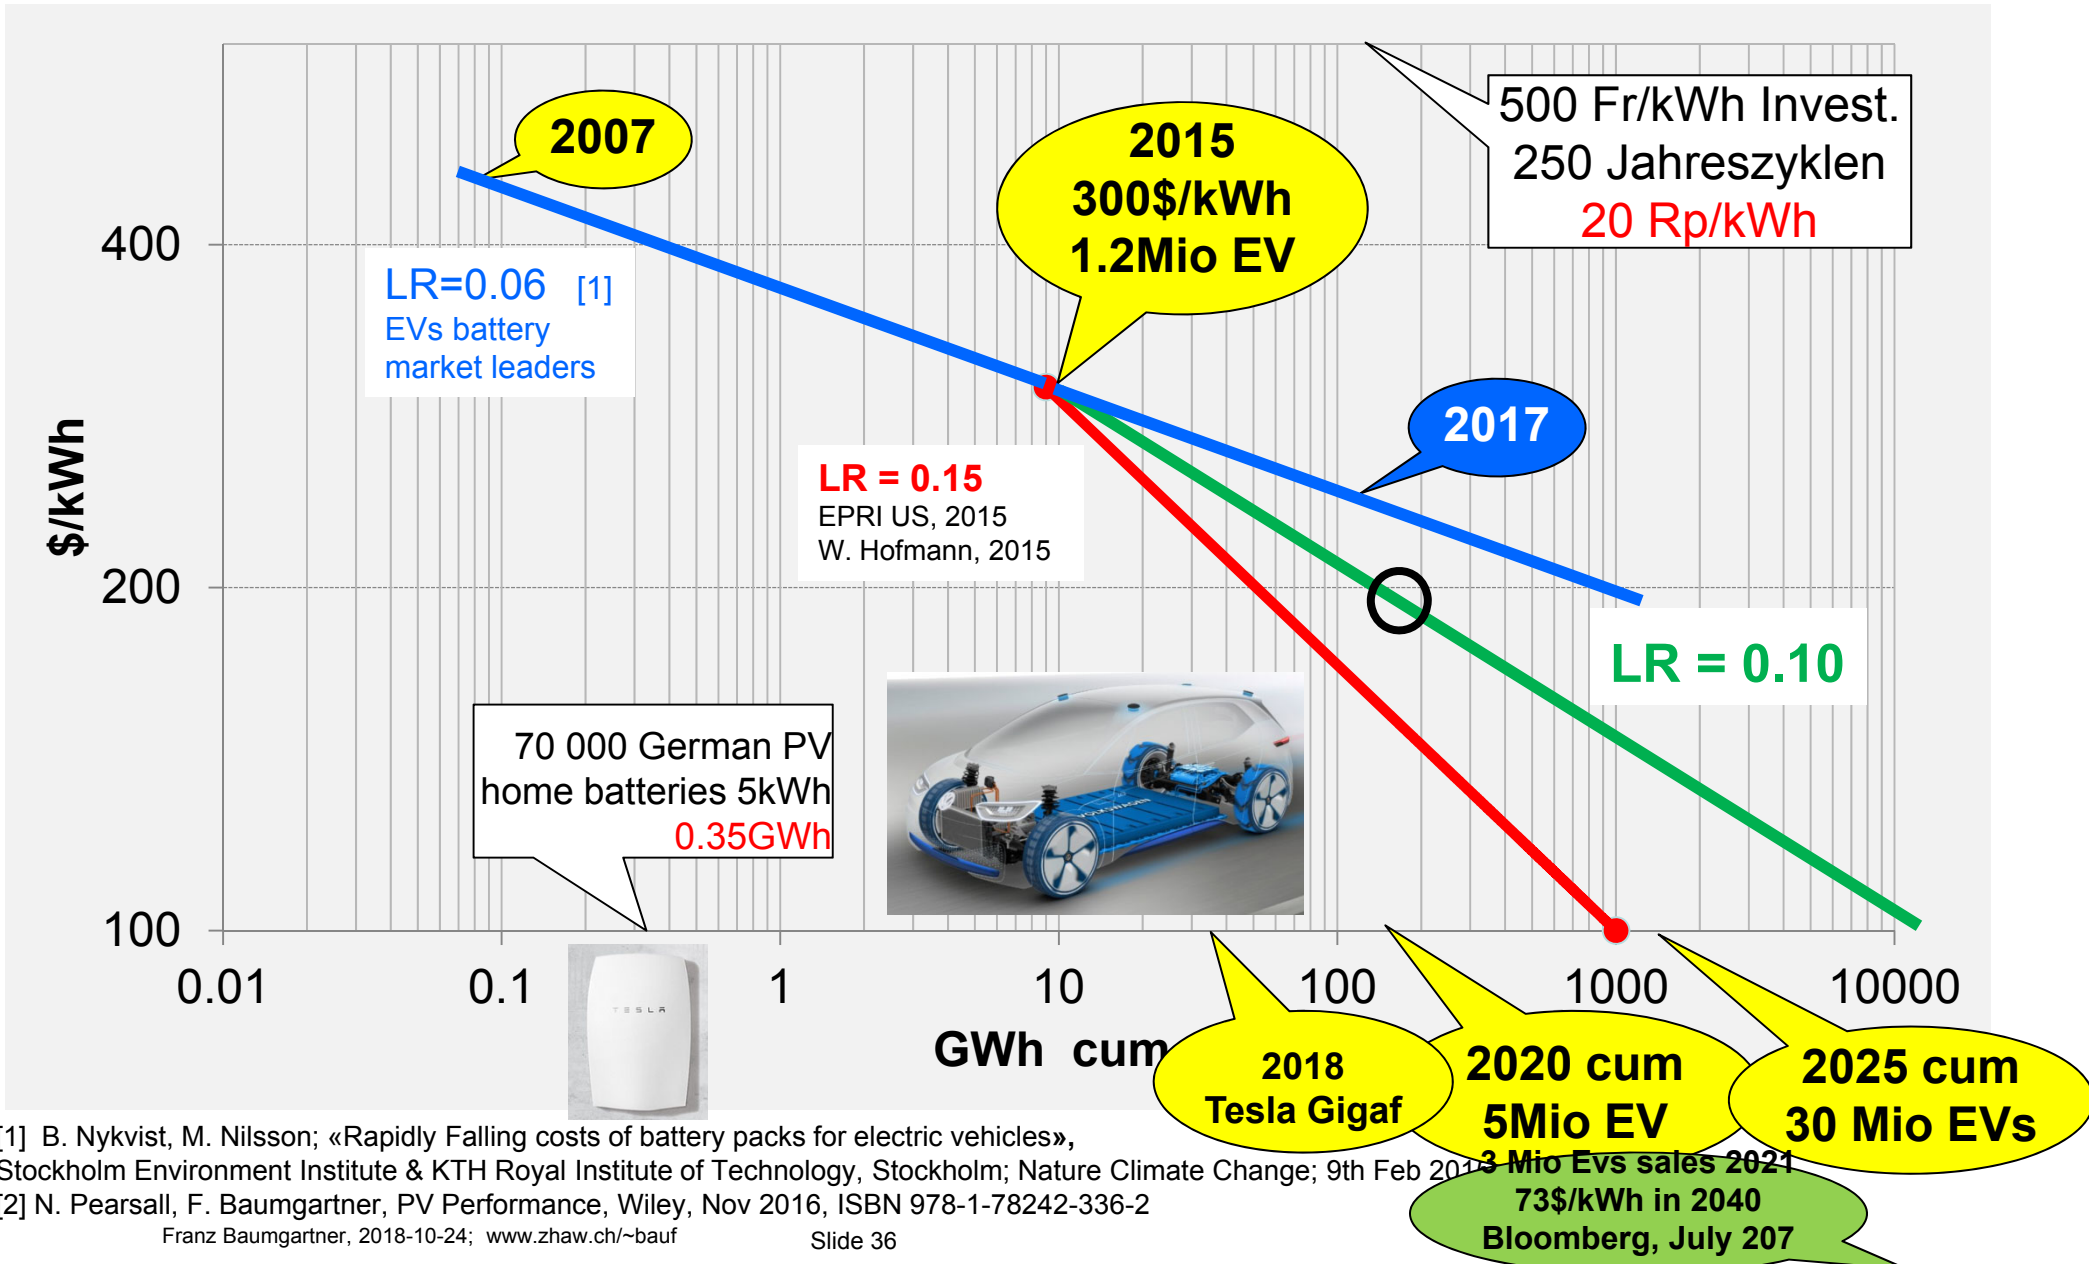 2007
2015
300$/kWh
1.2Mio EV
500 Fr/kWh Invest.
250 Jahreszyklen
20 Rp/kWh
400
LR=0.06 [1]
EVs battery
market leaders
2017
$/kWh
LR = 0.15
EPRI US, 2015
W. Hofmann, 2015
200
LR = 0.10
70 000 German PV
home batteries 5kWh
0.35GWh
VOLKSWAGEN
100
0.01
0.1
1
10
100
1000
10000
TESLA
GWh cum
2018
Tesla Gigaf
2020 cum
5Mio EV
2025 cum
30 Mio EVs
[1] B. Nykvist, M. Nilsson; «Rapidly Falling costs of battery packs for electric vehicles»,
Stockholm Environment Institute & KTH Royal Institute of Technology, Stockholm; Nature Climate Change; 9th Feb
3 Mio Evs sales 2021
73$/kWh in 2040
Bloomberg, July 207
[2] N. Pearsall, F. Baumgartner, PV Performance, Wiley, Nov 2016, ISBN 978-1-78242-336-2
Franz Baumgartner, 2018-10-24; www.zhaw.ch/~bauf
Slide 36